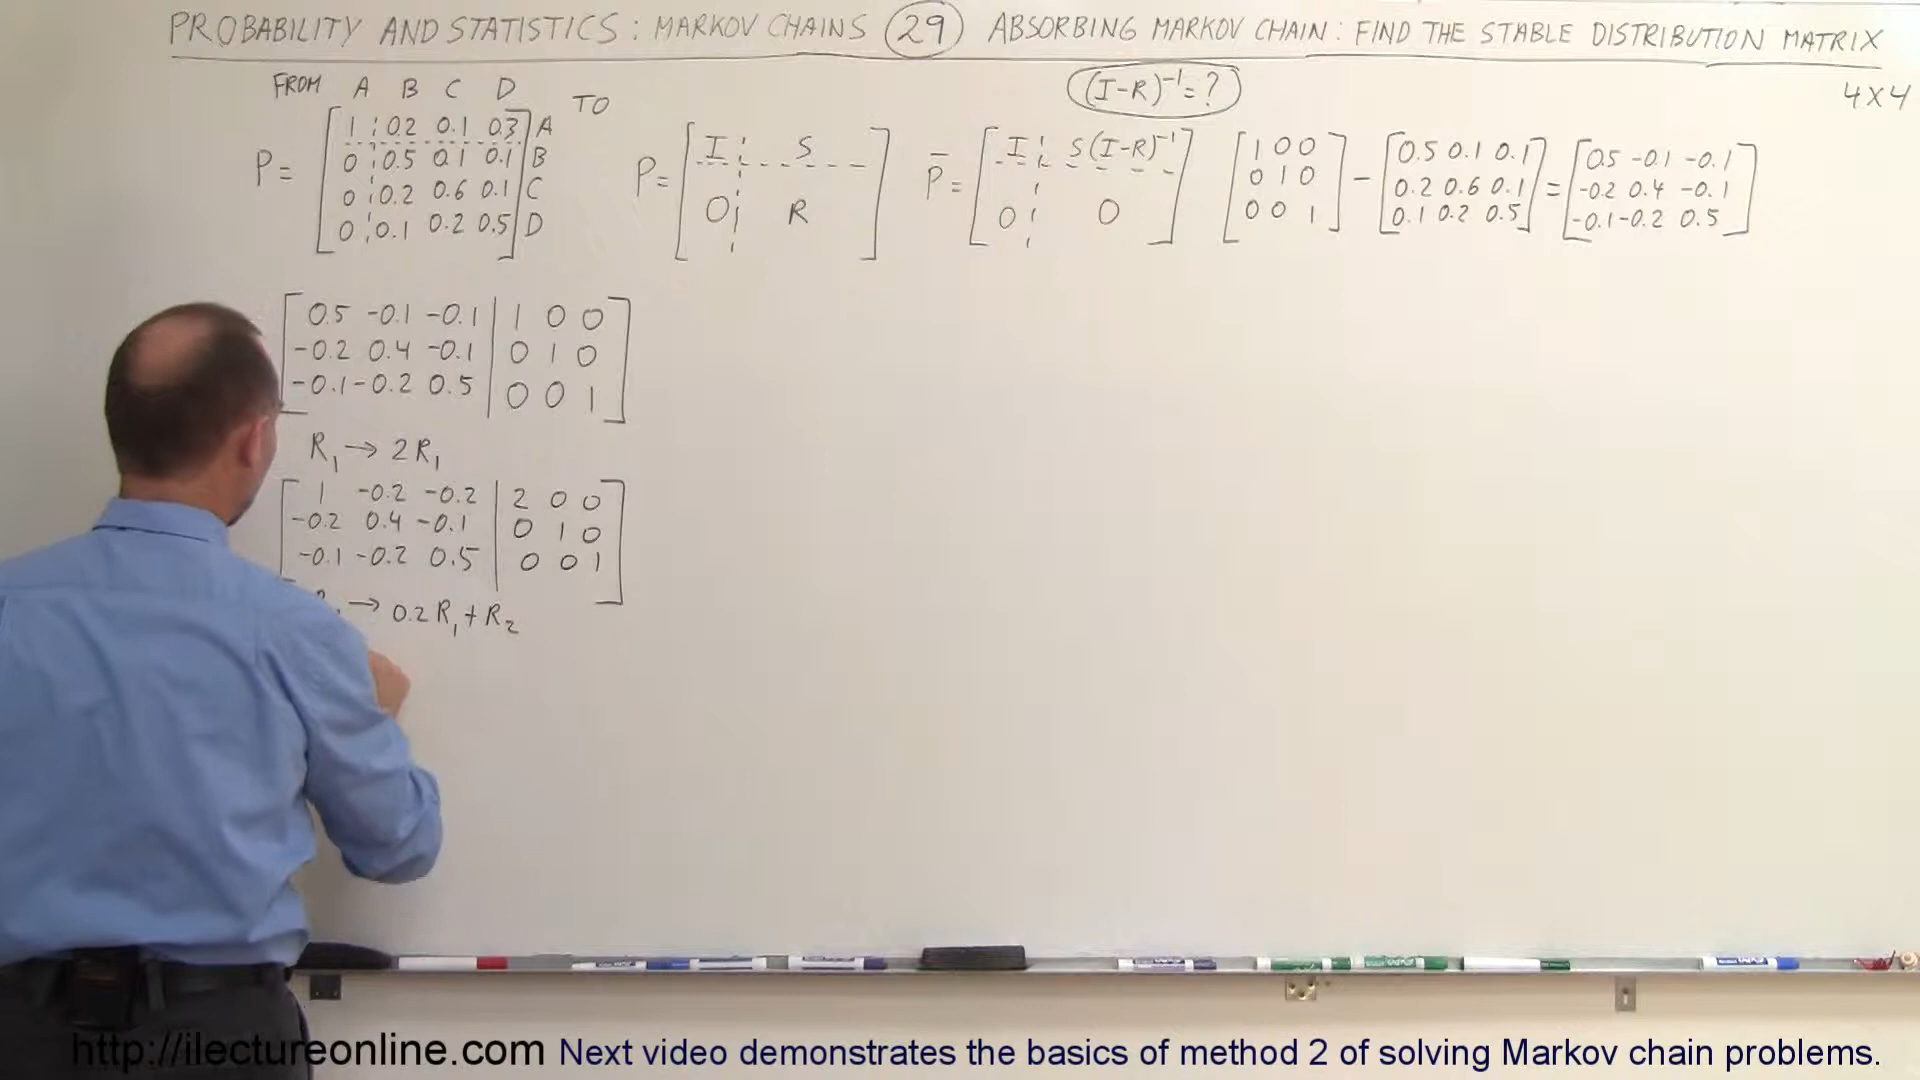 PROBABILITY AND STATISTICS : MARKOV CHAINS 29 ABSORBING MARKOV CHAIN : FIND THE STABLE DISTRIBUTION MATRIX
4X4
FROM A B C D TO
(I-R)⁻¹=?
P=
1 0.2 0.1 0.3 A
0 0.5 0.1 0.1 B
0 0.2 0.6 0.1 C
0 0.1 0.2 0.5 D
P=
I S
0 R
P̄=
I S(I-R)⁻¹
0 0
1 0 0
0 1 0
0 0 1
−
0.5 0.1 0.1
0.2 0.6 0.1
0.1 0.2 0.5
=
0.5 -0.1 -0.1
-0.2 0.4 -0.1
-0.1 -0.2 0.5
0.5 -0.1 -0.1 | 1 0 0
-0.2 0.4 -0.1 | 0 1 0
-0.1 -0.2 0.5 | 0 0 1
R₁ → 2R₁
1 -0.2 -0.2 | 2 0 0
-0.2 0.4 -0.1 | 0 1 0
-0.1 -0.2 0.5 | 0 0 1
→ 0.2R₁+R₂
http://ilectureonline.com Next video demonstrates the basics of method 2 of solving Markov chain problems.